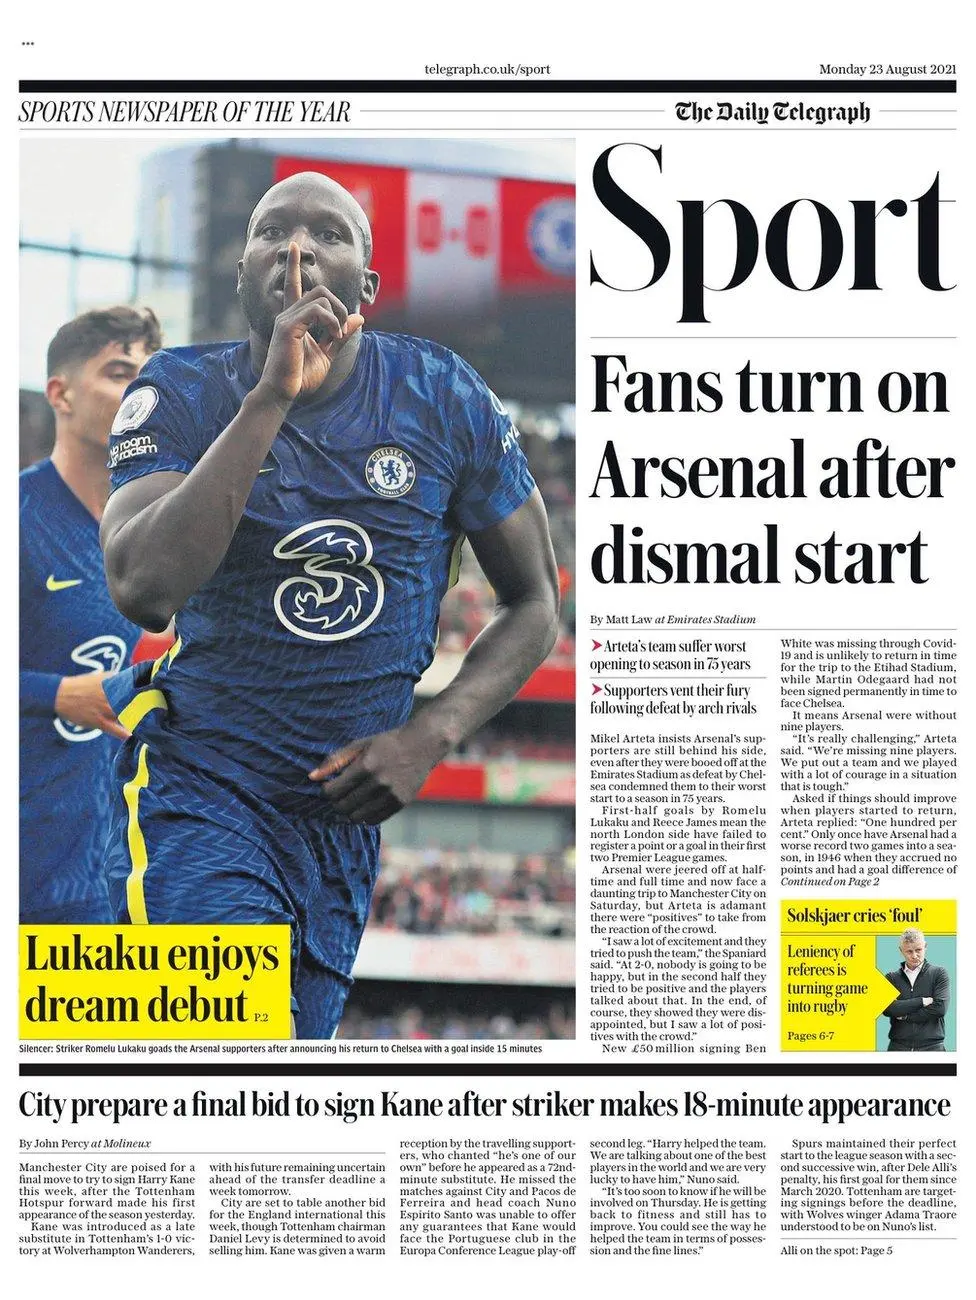 ***
telegraph.co.uk/sport
Monday 23 August 2021
SPORTS NEWSPAPER OF THE YEAR
The Daily Telegraph
Sport
0-0
No room
for racism
HYU
CHELSEA
FOOTBALL CLUB
3
Lukaku enjoys
dream debut P.2
Silencer: Striker Romelu Lukaku goads the Arsenal supporters after announcing his return to Chelsea with a goal inside 15 minutes
Fans turn on
Arsenal after
dismal start
By Matt Law at Emirates Stadium
➤Arteta's team suffer worst
opening to season in 75 years
➤Supporters vent their fury
following defeat by arch rivals
Mikel Arteta insists Arsenal's sup-
porters are still behind his side,
even after they were booed off at the
Emirates Stadium as defeat by Chel-
sea condemned them to their worst
start to a season in 75 years.
First-half goals by Romelu
Lukaku and Reece James mean the
north London side have failed to
register a point or a goal in their first
two Premier League games.
Arsenal were jeered off at half-
time and full time and now face a
daunting trip to Manchester City on
Saturday, but Arteta is adamant
there were “positives” to take from
the reaction of the crowd.
“I saw a lot of excitement and they
tried to push the team,” the Spaniard
said. “At 2-0, nobody is going to be
happy, but in the second half they
tried to be positive and the players
talked about that. In the end, of
course, they showed they were dis-
appointed, but I saw a lot of posi-
tives with the crowd.”
New £50 million signing Ben
White was missing through Covid-
19 and is unlikely to return in time
for the trip to the Etihad Stadium,
while Martin Odegaard had not
been signed permanently in time to
face Chelsea.
It means Arsenal were without
nine players.
“It's really challenging,” Arteta
said. “We're missing nine players.
We put out a team and we played
with a lot of courage in a situation
that is tough.”
Asked if things should improve
when players started to return,
Arteta replied: “One hundred per
cent.” Only once have Arsenal had a
worse record two games into a sea-
son, in 1946 when they accrued no
points and had a goal difference of
Continued on Page 2
Solskjaer cries ‘foul’
Leniency of
referees is
turning game
into rugby
Pages 6-7
City prepare a final bid to sign Kane after striker makes 18-minute appearance
By John Percy at Molineux
Manchester City are poised for a
final move to try to sign Harry Kane
this week, after the Tottenham
Hotspur forward made his first
appearance of the season yesterday.
Kane was introduced as a late
substitute in Tottenham's 1-0 vic-
tory at Wolverhampton Wanderers,
with his future remaining uncertain
ahead of the transfer deadline a
week tomorrow.
City are set to table another bid
for the England international this
week, though Tottenham chairman
Daniel Levy is determined to avoid
selling him. Kane was given a warm
reception by the travelling support-
ers, who chanted “he's one of our
own” before he appeared as a 72nd-
minute substitute. He missed the
matches against City and Pacos de
Ferreira and head coach Nuno
Espirito Santo was unable to offer
any guarantees that Kane would
face the Portuguese club in the
Europa Conference League play-off
second leg. “Harry helped the team.
We are talking about one of the best
players in the world and we are very
lucky to have him,” Nuno said.
“It's too soon to know if he will be
involved on Thursday. He is getting
back to fitness and still has to
improve. You could see the way he
helped the team in terms of posses-
sion and the fine lines.”
Spurs maintained their perfect
start to the league season with a sec-
ond successive win, after Dele Alli's
penalty, his first goal for them since
March 2020. Tottenham are target-
ing signings before the deadline,
with Wolves winger Adama Traore
understood to be on Nuno's list.
Alli on the spot: Page 5